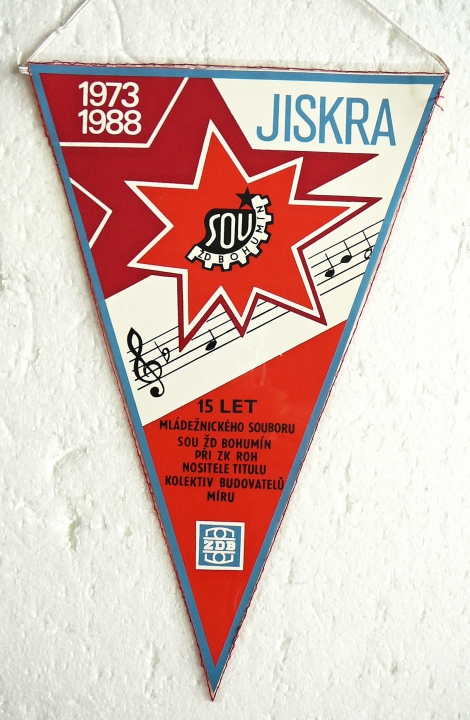 1973
1988
JISKRA
SOU
ŽD BOHUMÍN
15 LET
MLÁDEŽNICKÉHO SOUBORU
SOU ŽD BOHUMÍN
PŘI ZK ROH
NOSITELE TITULU
KOLEKTIV BUDOVATELŮ
MÍRU
ŽDB